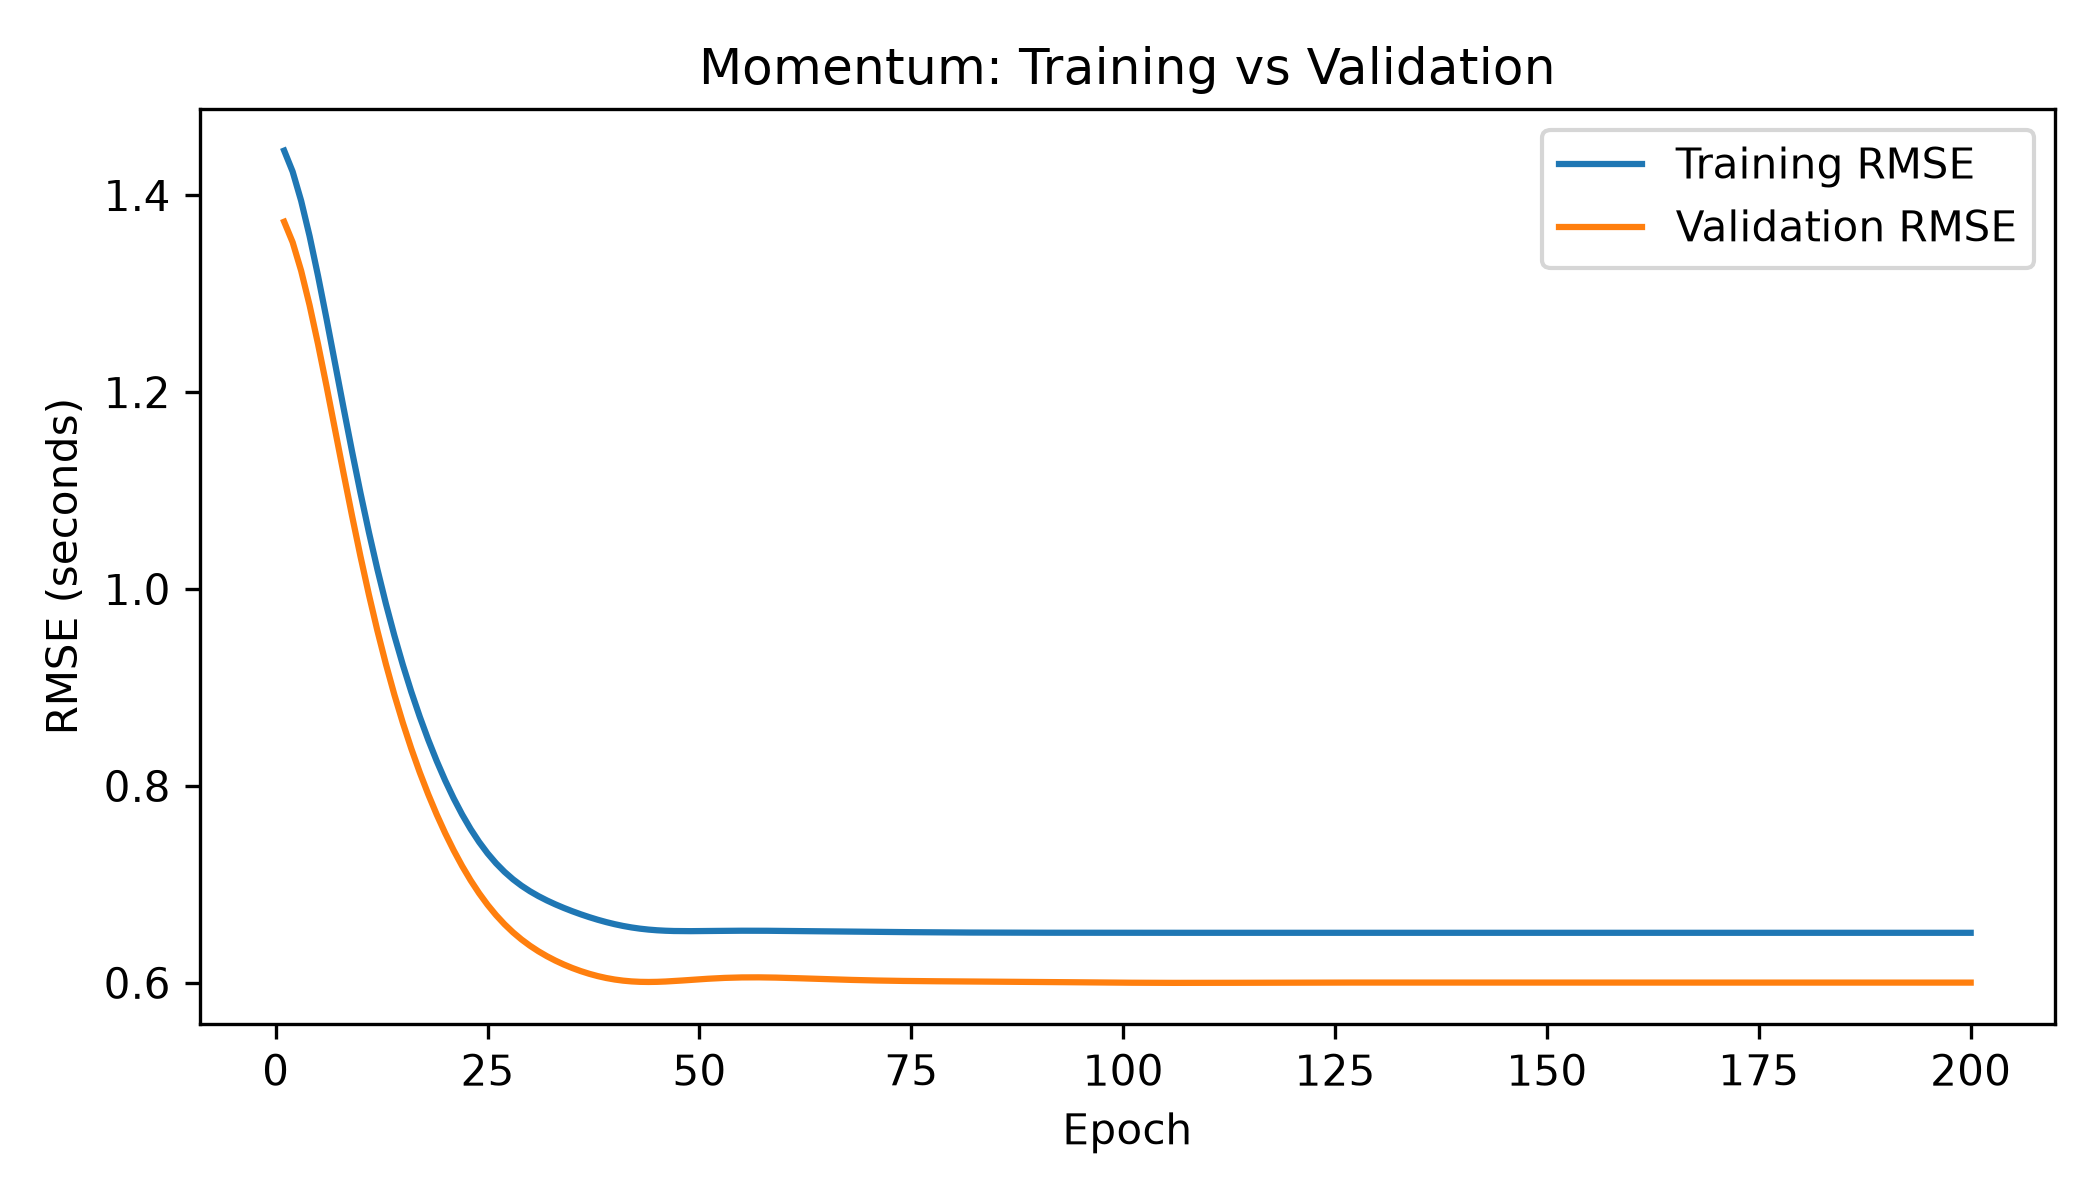 Momentum: Training vs Validation
Training RMSE
Validation RMSE
RMSE (seconds)
1.4
1.2
1.0
0.8
0.6
0 25 50 75 100 125 150 175 200
Epoch